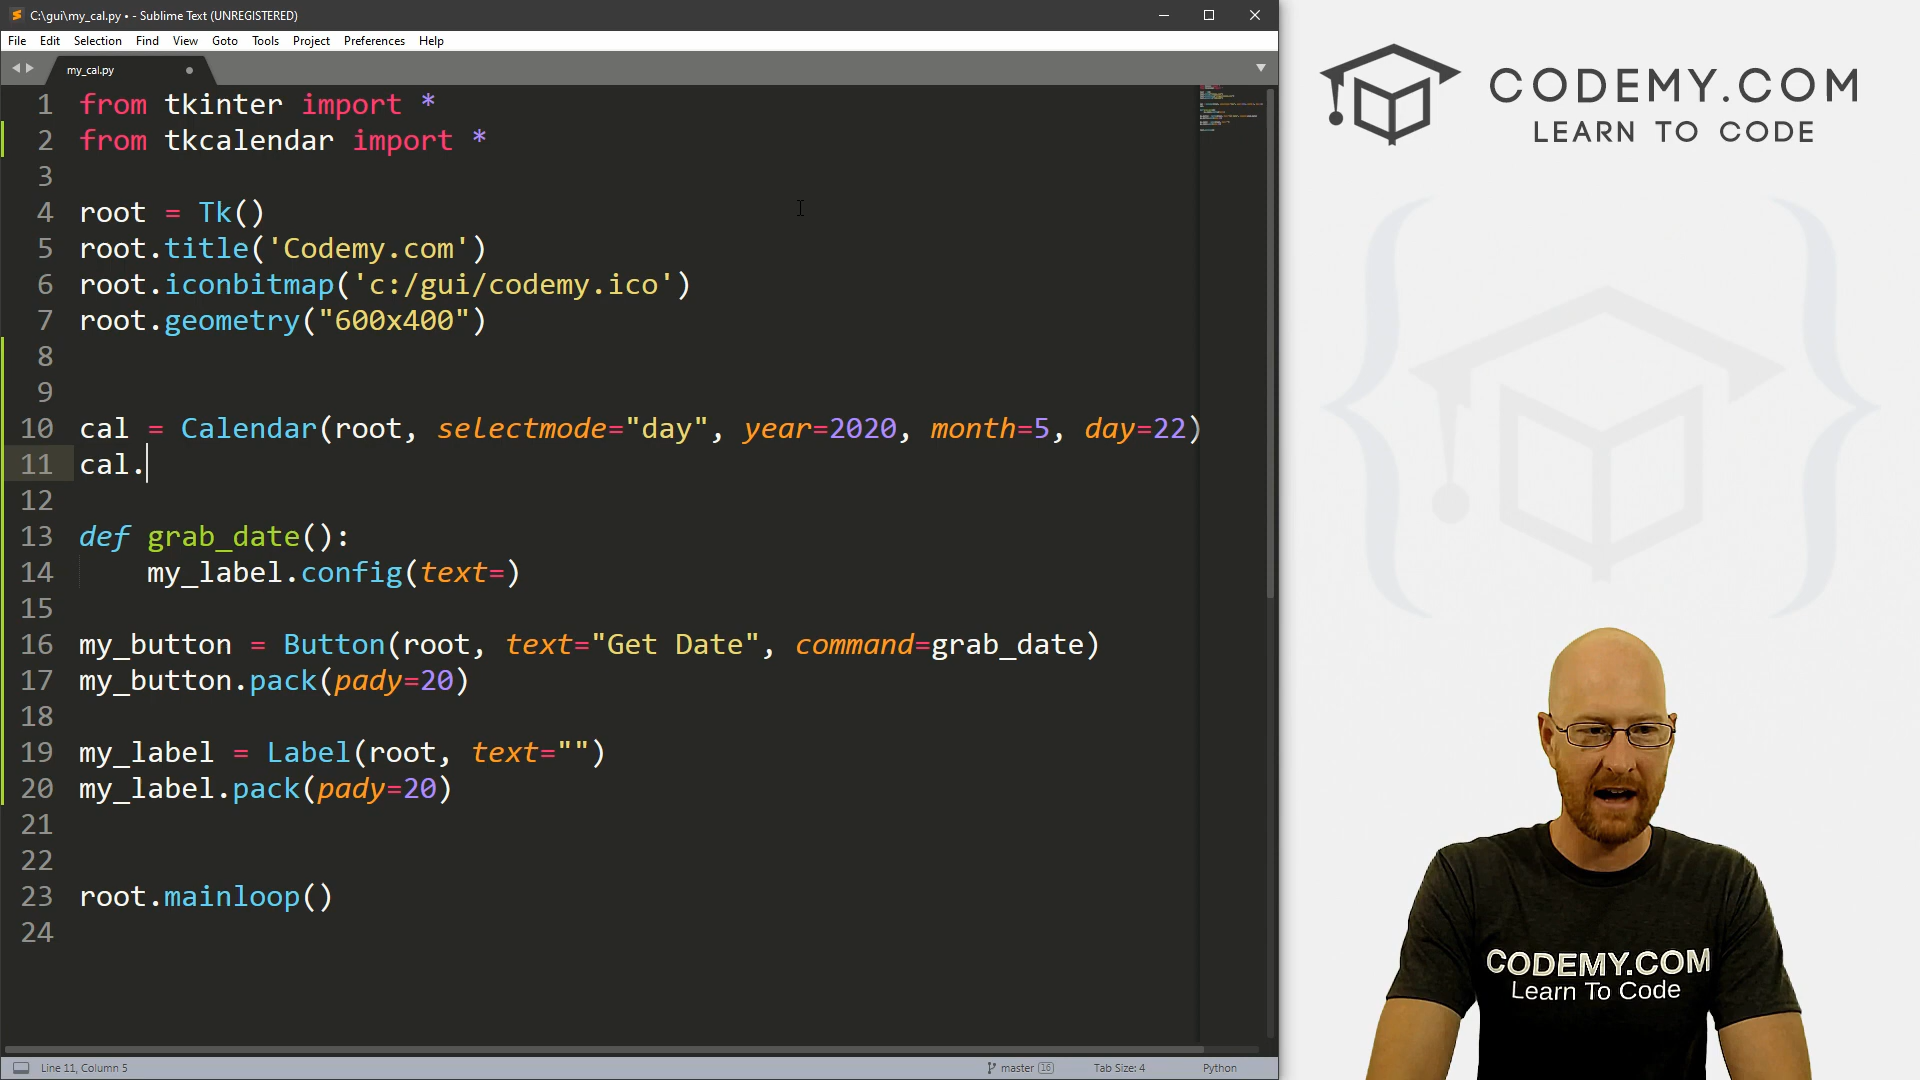 C:\gui\my_cal.py • - Sublime Text (UNREGISTERED)
File Edit Selection Find View Goto Tools Project Preferences Help
my_cal.py
1 from tkinter import *
2 from tkcalendar import *
3
4 root = Tk()
5 root.title('Codemy.com')
6 root.iconbitmap('c:/gui/codemy.ico')
7 root.geometry("600x400")
8
9
10 cal = Calendar(root, selectmode="day", year=2020, month=5, day=22)
11 cal.
12
13 def grab_date():
14 my_label.config(text=)
15
16 my_button = Button(root, text="Get Date", command=grab_date)
17 my_button.pack(pady=20)
18
19 my_label = Label(root, text="")
20 my_label.pack(pady=20)
21
22
23 root.mainloop()
24
Line 11, Column 5 master 16 Tab Size: 4 Python
CODEMY.COM
LEARN TO CODE
CODEMY.COM
Learn To Code